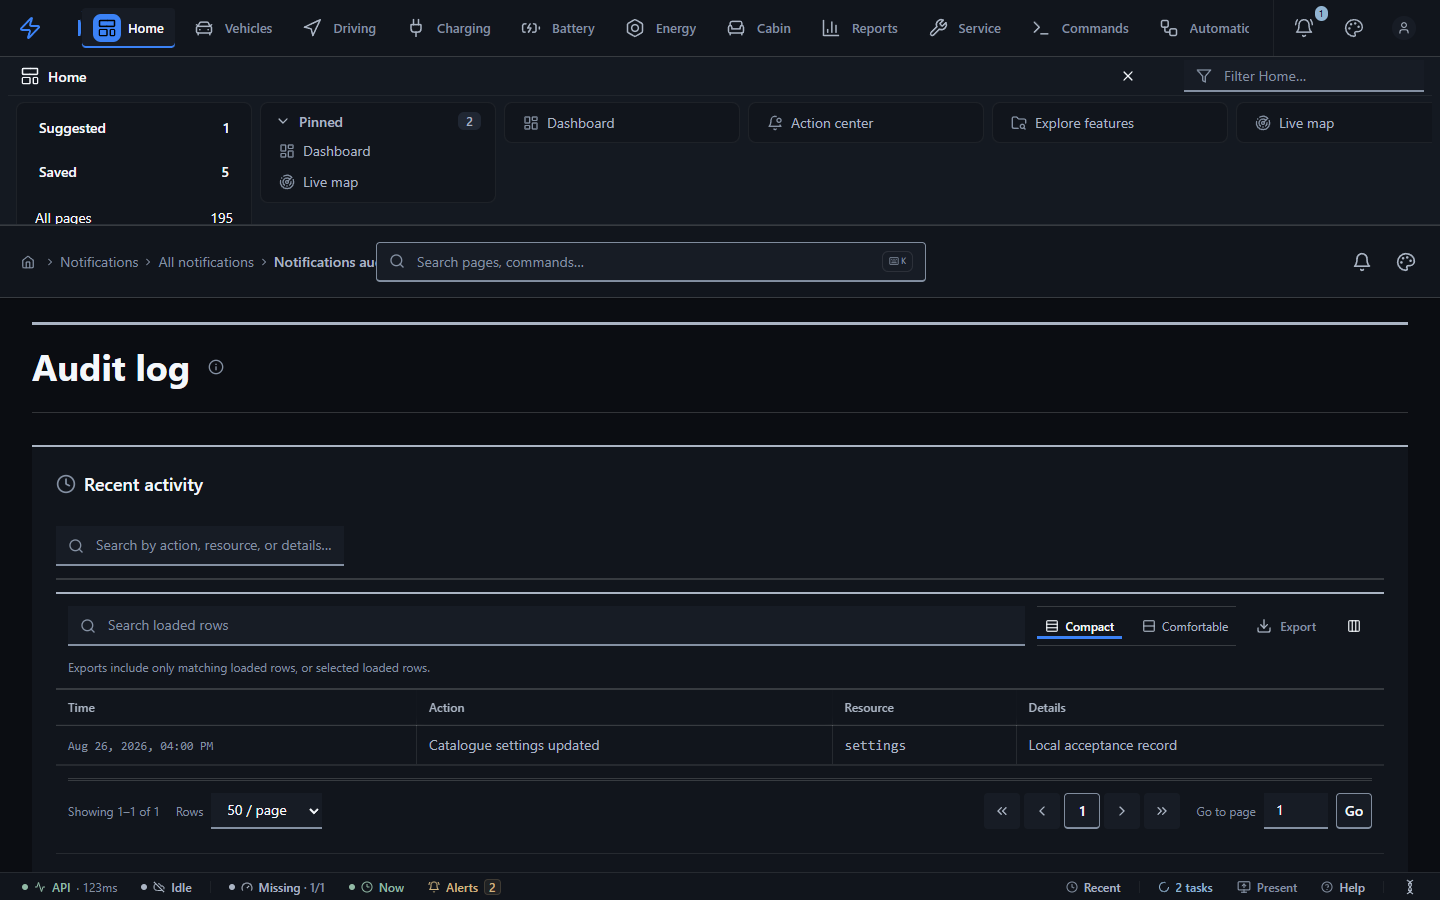 Home Vehicles Driving Charging Battery Energy Cabin Reports Service Commands Automatic 1
Home Filter Home...
Suggested 1
Saved 5
All pages 195
Pinned 2
Dashboard
Live map
Dashboard Action center Explore features Live map
Notifications All notifications Notifications au Search pages, commands... K
Audit log
Recent activity
Search by action, resource, or details...
Search loaded rows Compact Comfortable Export
Exports include only matching loaded rows, or selected loaded rows.
Time Action Resource Details
Aug 26, 2026, 04:00 PM Catalogue settings updated settings Local acceptance record
Showing 1–1 of 1 Rows 50 / page « ‹ 1 › » Go to page 1 Go
API · 123ms Idle Missing · 1/1 Now Alerts 2 Recent 2 tasks Present Help